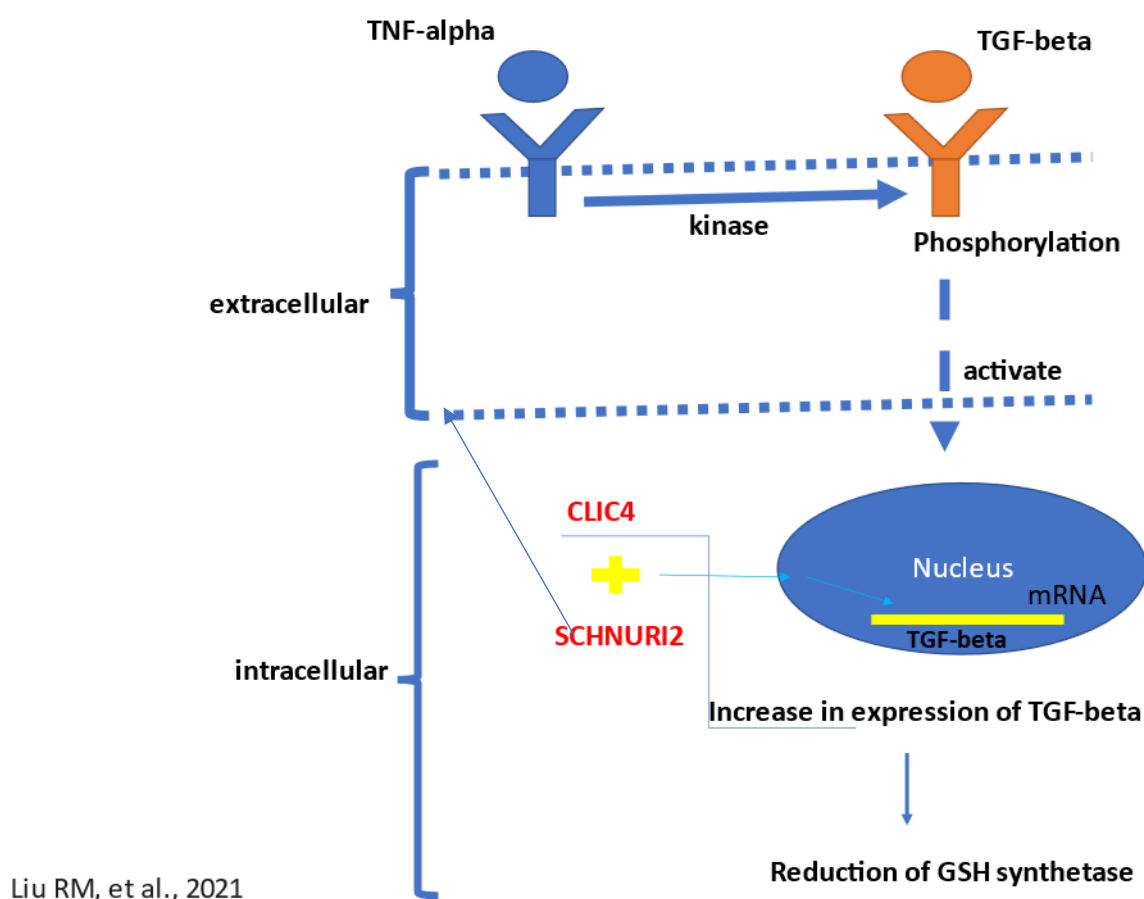 TNF-alpha
TGF-beta
kinase
Phosphorylation
extracellular
activate
CLIC4
Nucleus
mRNA
SCHNURI2
TGF-beta
intracellular
Increase in expression of TGF-beta
Reduction of GSH synthetase
Liu RM, et al., 2021